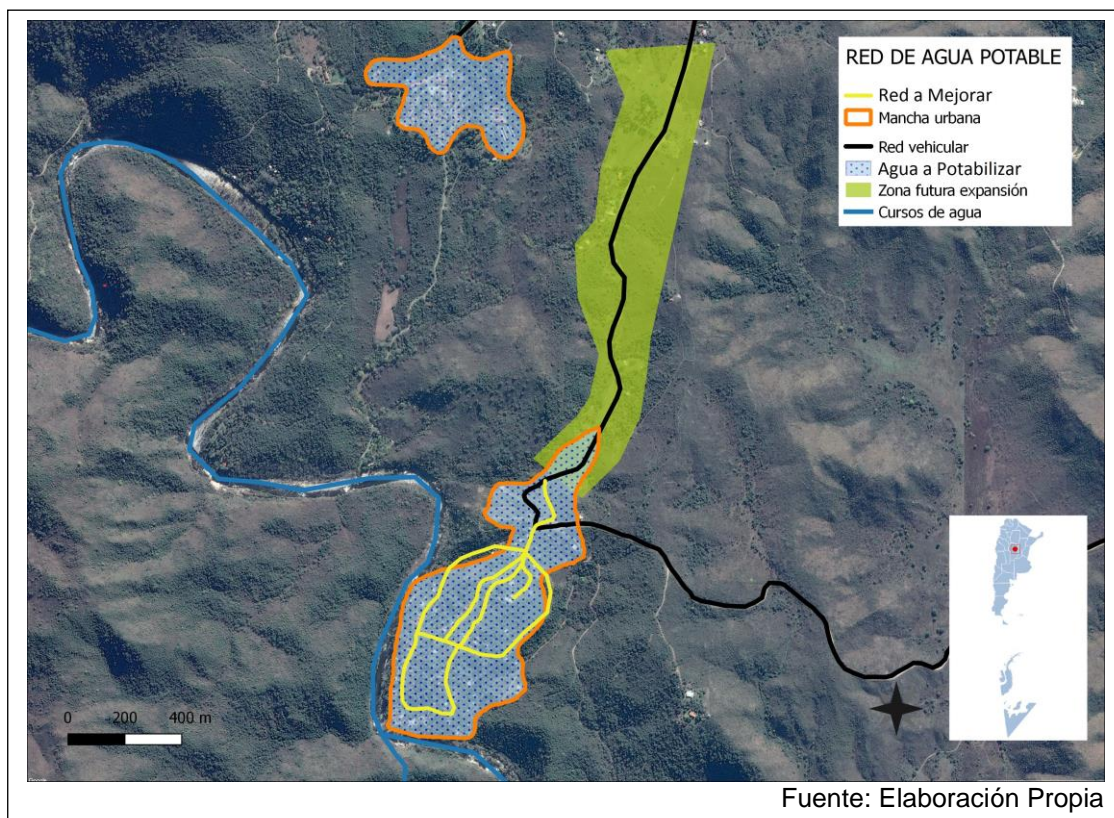 RED DE AGUA POTABLE
Red a Mejorar
Mancha urbana
Red vehicular
Agua a Potabilizar
Zona futura expansión
Cursos de agua
0 200 400 m
Fuente: Elaboración Propia